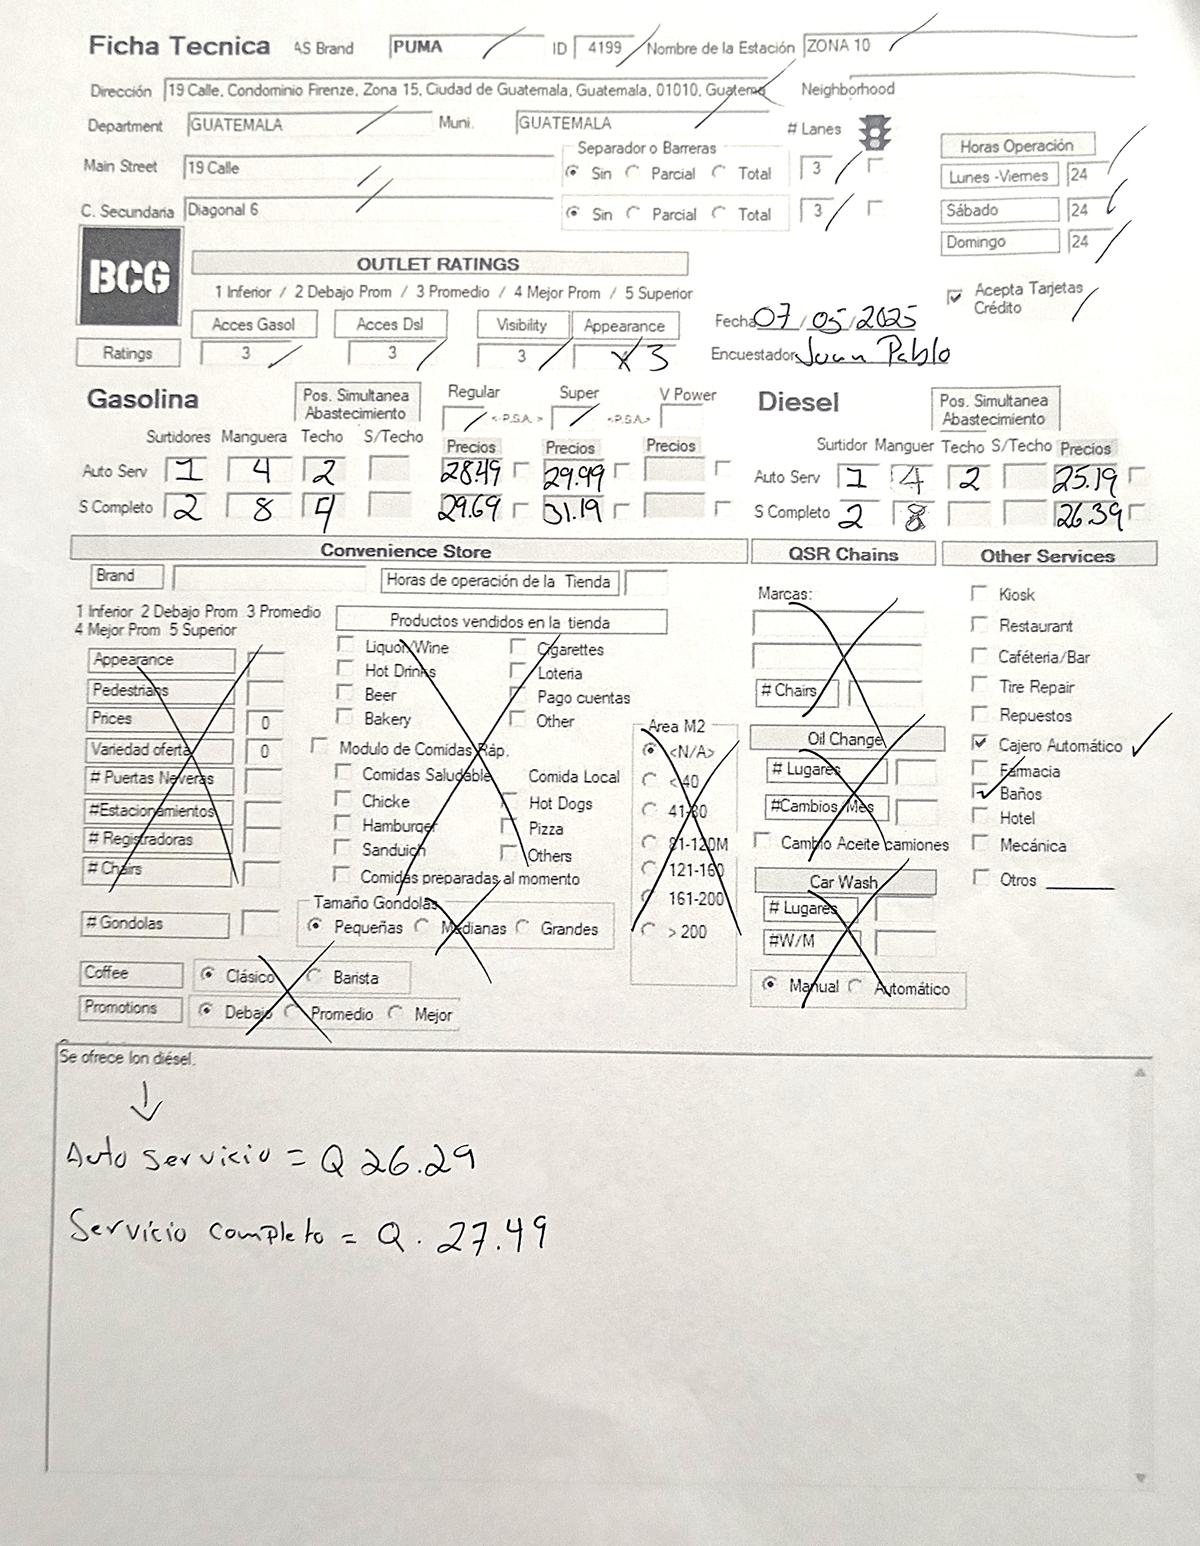 Ficha Tecnica AS Brand PUMA ID 4199 Nombre de la Estación ZONA 10
Dirección 19 Calle, Condominio Firenze, Zona 15, Ciudad de Guatemala, Guatemala, 01010, Guatema Neighborhood
Department GUATEMALA Muni. GUATEMALA # Lanes
Separador o Barreras
Main Street 19 Calle Sin Parcial Total 3
C. Secundaria Diagonal 6 Sin Parcial Total 3
Horas Operación
Lunes -Viernes 24
Sábado 24
Domingo 24
BCG
OUTLET RATINGS
1 Inferior / 2 Debajo Prom / 3 Promedio / 4 Mejor Prom / 5 Superior
Acepta Tarjetas
Crédito
Acces Gasol Acces Dsl Visibility Appearance
Ratings 3 3 3 X 3
Fecha 07/05/2025
Encuestador Juan Pablo
Gasolina
Pos. Simultanea
Abastecimiento
Regular Super V Power
<.P.S.A.> <.P.S.A.>
Surtidores Manguera Techo S/Techo Precios Precios Precios
Auto Serv 1 4 2 28.49 29.99
S Completo 2 8 4 29.69 31.19
Diesel
Pos. Simultanea
Abastecimiento
Surtidor Manguer Techo S/Techo Precios
Auto Serv 1 4 2 25.19
S Completo 2 8 26.39
Convenience Store
Brand Horas de operación de la Tienda
1 Inferior 2 Debajo Prom 3 Promedio
4 Mejor Prom 5 Superior
Appearance
Pedestrians
Prices 0
Variedad oferta 0
# Puertas Neveras
#Estacionamientos
# Registradoras
# Chairs
# Gondolas
Productos vendidos en la tienda
Liquor/Wine Cigarettes
Hot Drinks Loteria
Beer Pago cuentas
Bakery Other
Modulo de Comidas Ráp.
Comidas Saludable Comida Local
Chicke Hot Dogs
Hamburger Pizza
Sanduich Others
Comidas preparadas al momento
Tamaño Gondolas
Pequeñas Medianas Grandes
Area M2
<N/A>
< 40
41-80
81-120M
121-160
161-200
> 200
Coffee Clásico Barista
Promotions Debajo Promedio Mejor
QSR Chains
Marcas:
# Chairs
Oil Change
# Lugares
#Cambios/Mes
Cambio Aceite camiones
Car Wash
# Lugares
#W/M
Manual Automático
Other Services
Kiosk
Restaurant
Caféteria/Bar
Tire Repair
Repuestos
Cajero Automático
Farmacia
Baños
Hotel
Mecánica
Otros
Se ofrece Ion diésel.
Auto servicio = Q 26.29
Servicio completo = Q. 27.49